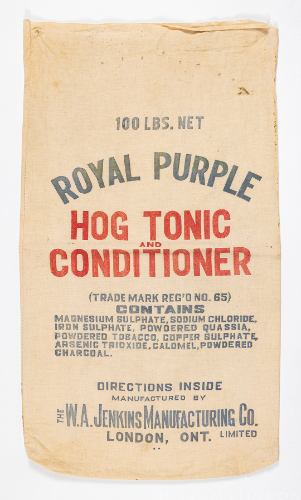 100 LBS. NET
ROYAL PURPLE
HOG TONIC
AND
CONDITIONER
(TRADE MARK REG'D NO. 65)
CONTAINS
MAGNESIUM SULPHATE, SODIUM CHLORIDE,
IRON SULPHATE, POWDERED QUASSIA,
POWDERED TOBACCO, COPPER SULPHATE,
ARSENIC TRIOXIDE, CALOMEL, POWDERED
CHARCOAL.
DIRECTIONS INSIDE
MANUFACTURED BY
THE W.A. JENKINS MANUFACTURING CO.
LONDON, ONT. LIMITED